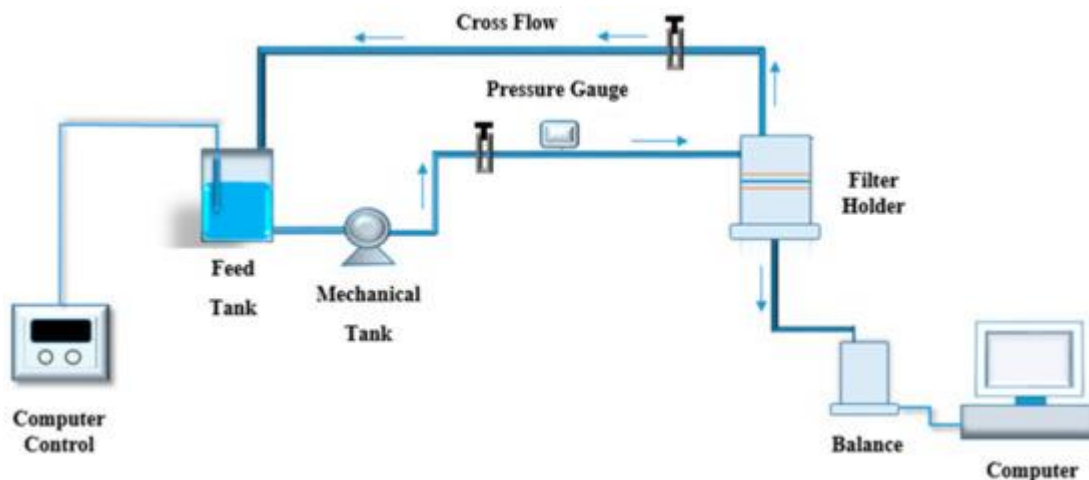 Cross Flow
Pressure Gauge
Filter
Holder
Feed
Tank
Mechanical
Tank
Computer
Control
Balance
Computer